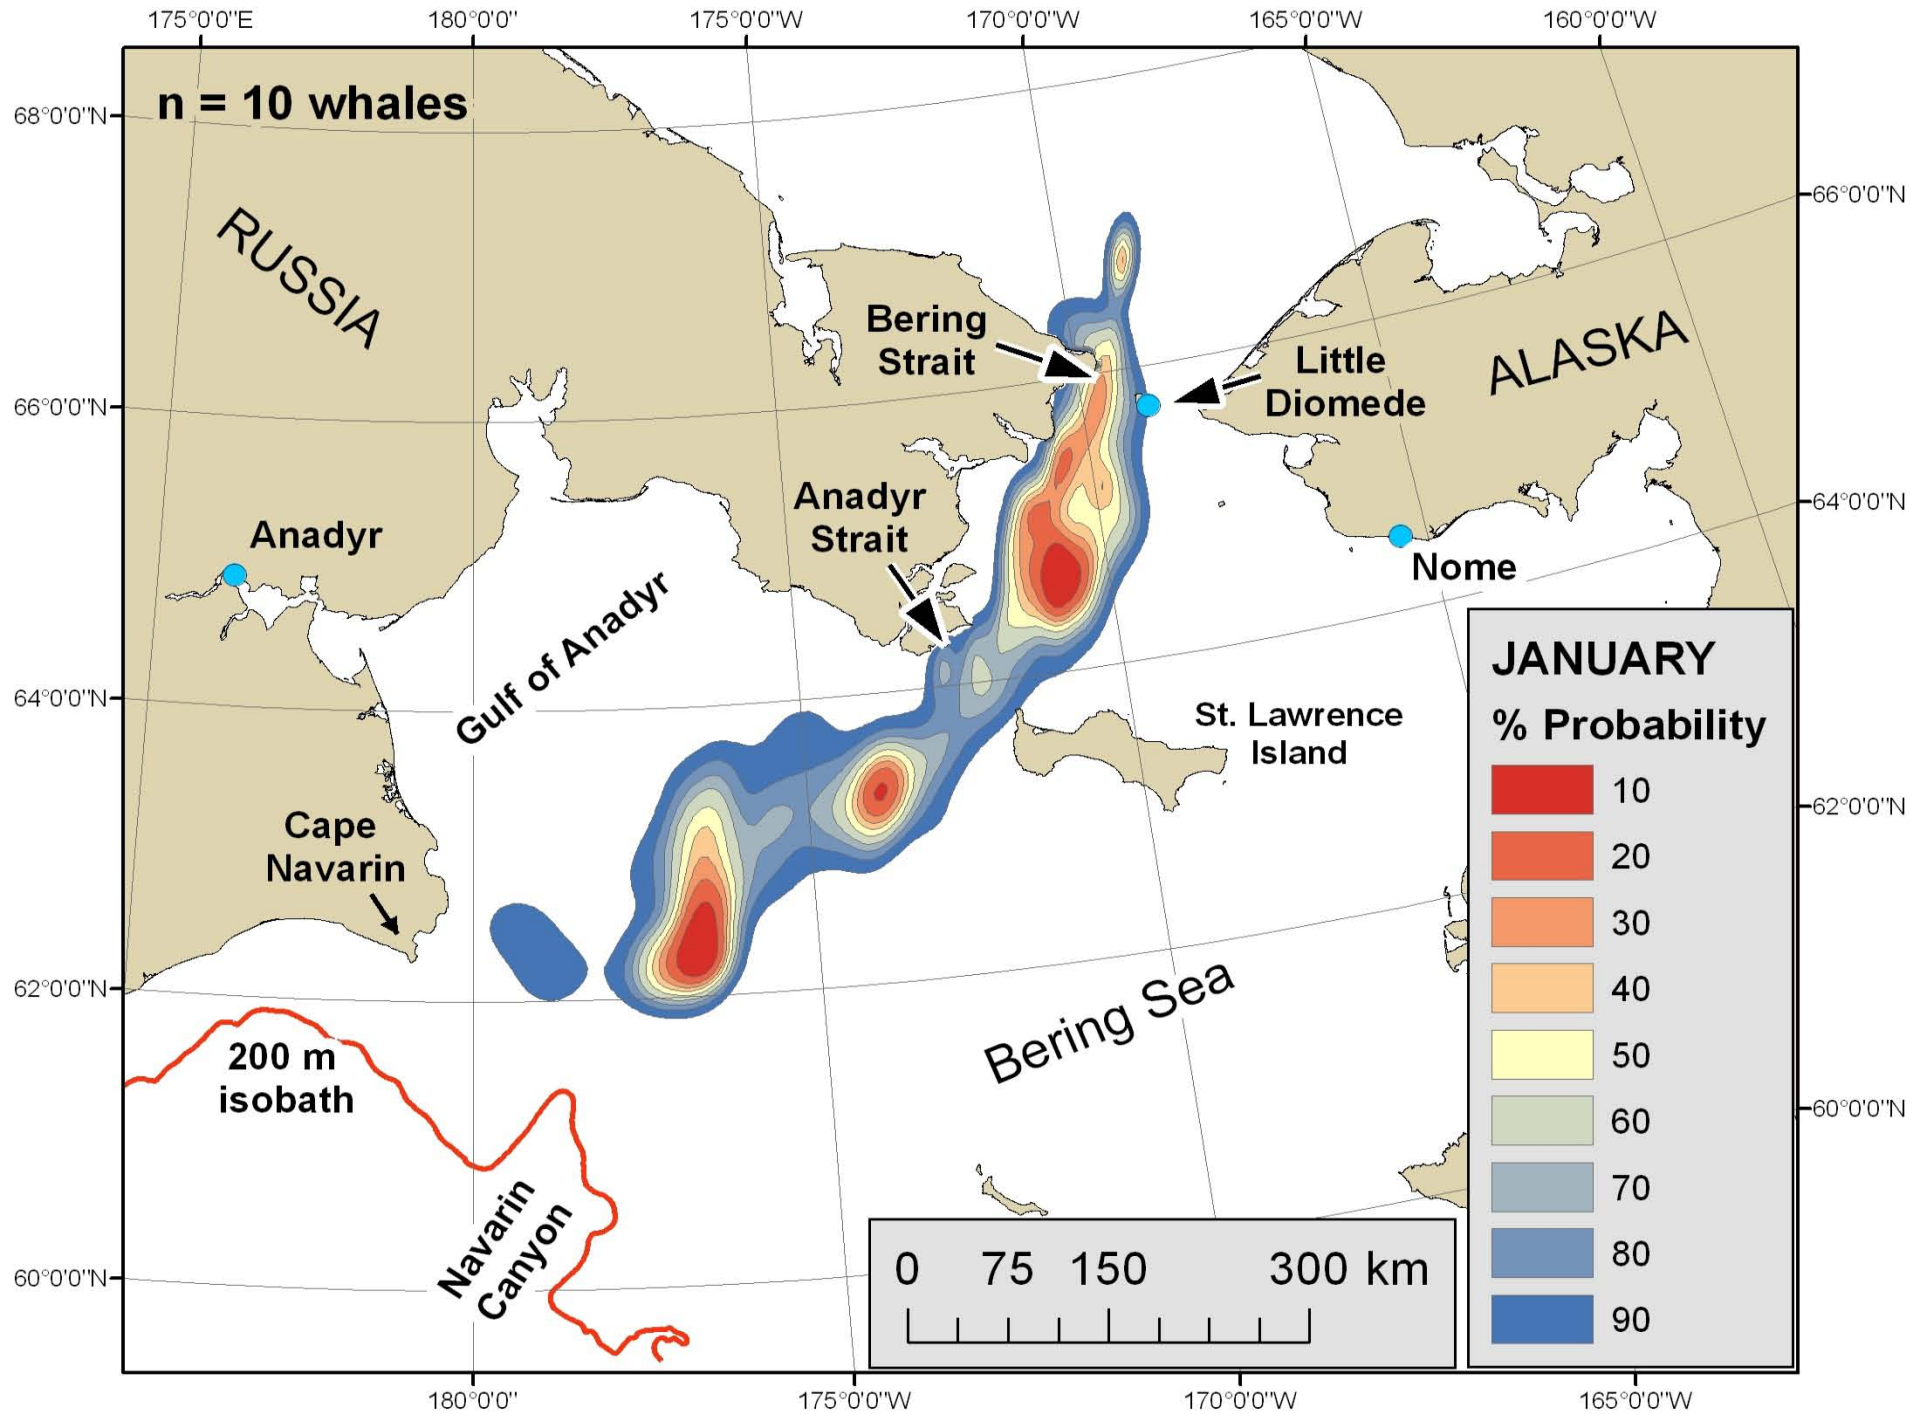 175°0'0"E
180°0'0"
175°0'0"W
170°0'0"W
165°0'0"W
160°0'0"W
n = 10 whales
68°0'0"N
66°0'0"N
RUSSIA
Bering
Strait
Little
Diomede
ALASKA
66°0'0"N
Anadyr
Strait
64°0'0"N
Anadyr
Nome
Gulf of Anadyr
64°0'0"N
St. Lawrence
Island
62°0'0"N
Cape
Navarin
62°0'0"N
Bering Sea
200 m
isobath
60°0'0"N
Navarin
Canyon
60°0'0"N
JANUARY
% Probability
10
20
30
40
50
60
70
80
90
0 75 150 300 km
180°0'0"
175°0'0"W
170°0'0"W
165°0'0"W